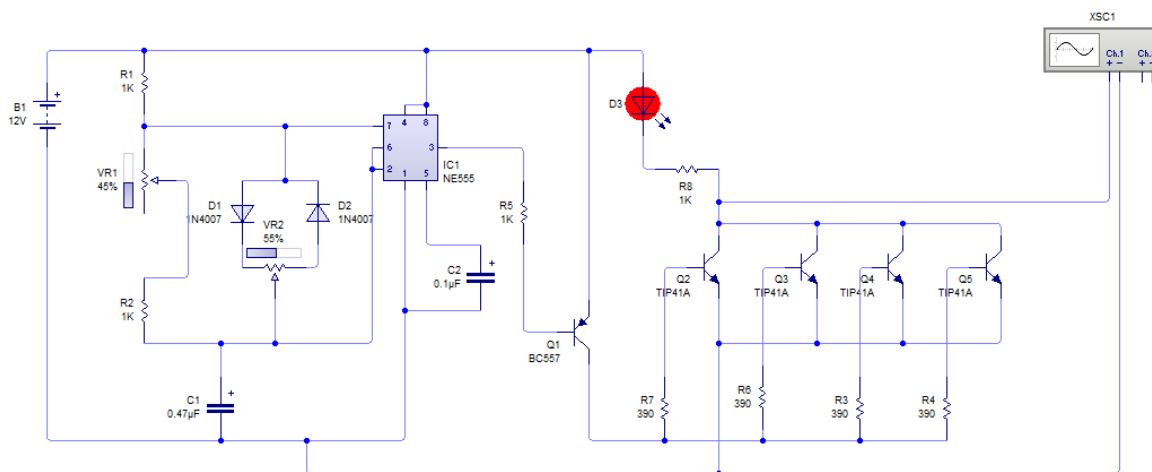 XSC1
Ch.1
Ch.
R1
1K
B1
12V
D3
4 8
7
6 3
2
1 5
IC1
NE555
VR1
45%
D1
1N4007
D2
1N4007
VR2
55%
R8
1K
R5
1K
C2
0.1µF
Q2
TIP41A
Q3
TIP41A
Q4
TIP41A
Q5
TIP41A
R2
1K
Q1
BC557
C1
0.47µF
R7
390
R6
390
R3
390
R4
390